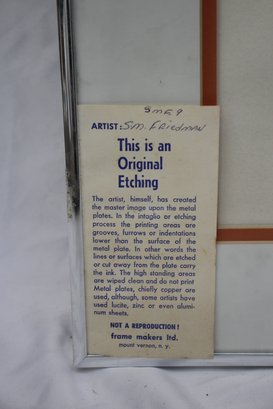 SME9
ARTIST: S.M. FRIEDMAN
This is an
Original
Etching
The artist, himself, has created
the master image upon the metal
plates. In the intaglio or etching
process the printing areas are
grooves, furrows or indentations
lower than the surface of the
metal plate. In other words the
lines or surfaces which are etched
or cut away from the plate carry
the ink. The high standing areas
are wiped clean and do not print
Metal plates, chiefly copper are
used, although, some artists have
used lucite, zinc or even alumi-
num sheets.
NOT A REPRODUCTION!
frame makers ltd.
mount vernon, n. y.